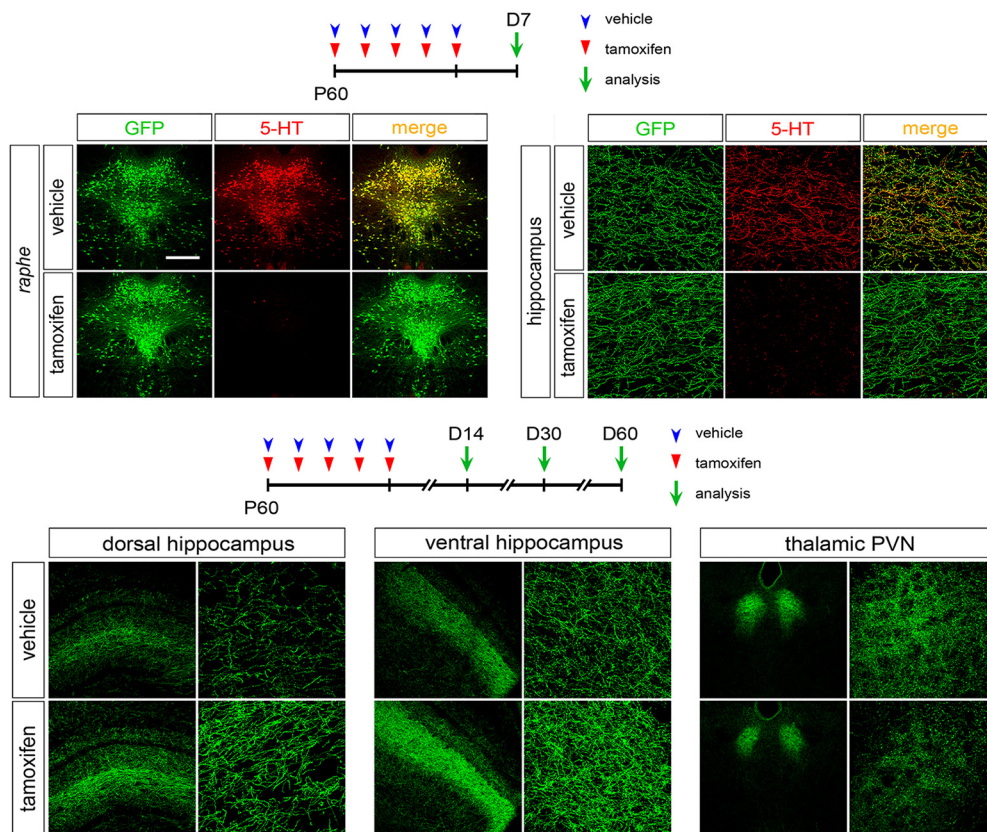 D7
vehicle
tamoxifen
analysis
P60
GFP 5-HT merge
raphe
vehicle
tamoxifen
GFP 5-HT merge
hippocampus
vehicle
tamoxifen
D14 D30 D60
vehicle
tamoxifen
analysis
P60
dorsal hippocampus
ventral hippocampus
thalamic PVN
vehicle
tamoxifen